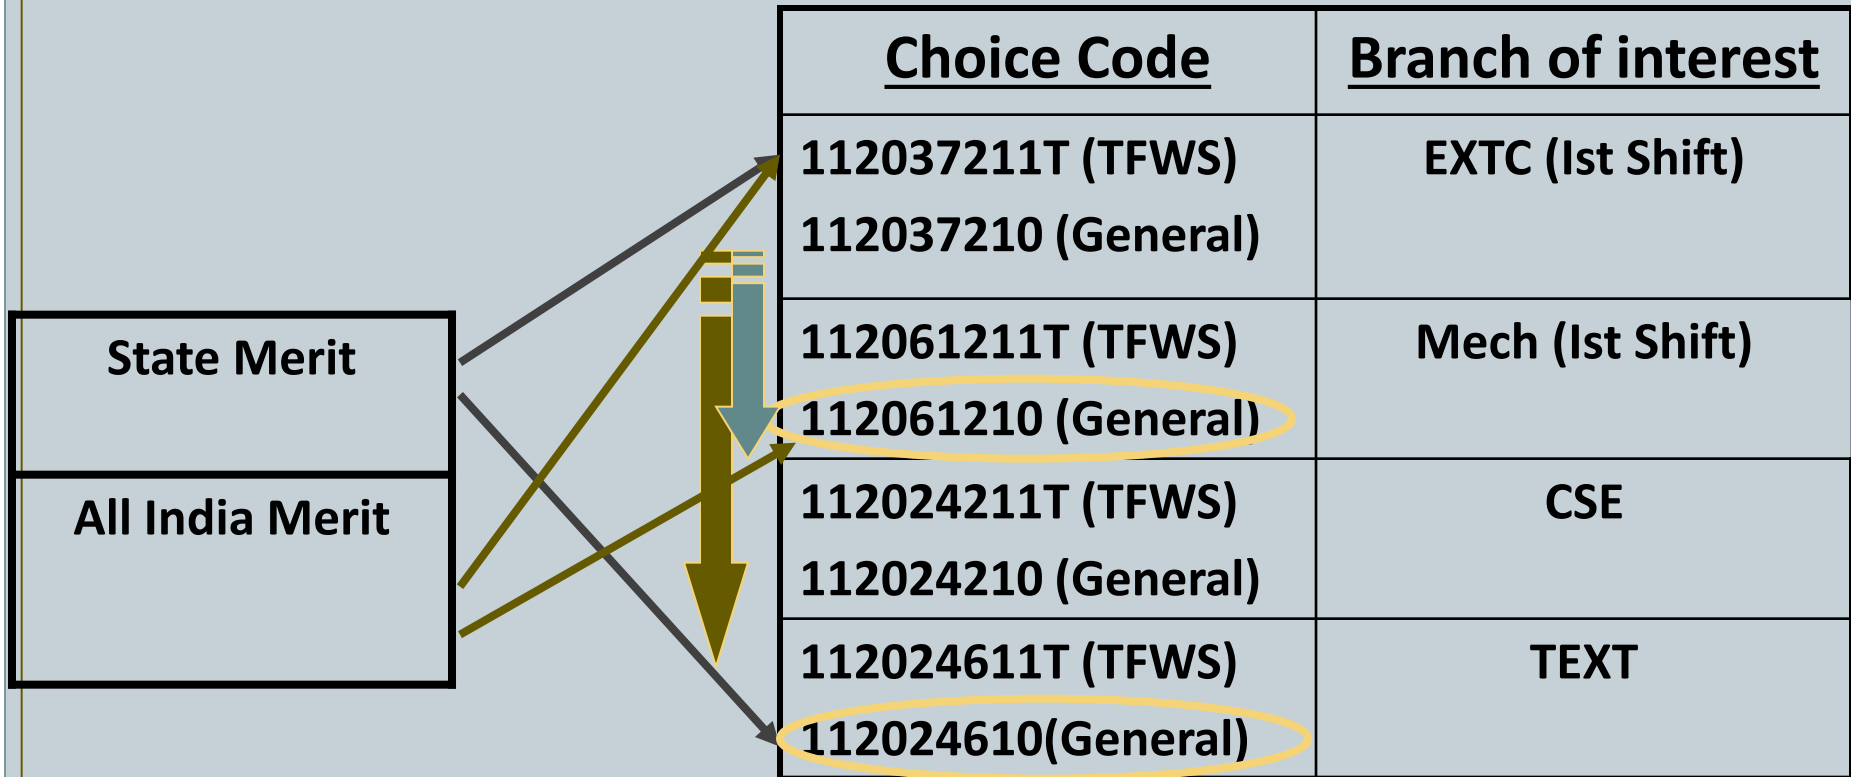 Choice Code Branch of interest
112037211T (TFWS) EXTC (Ist Shift)
112037210 (General)
112061211T (TFWS) Mech (Ist Shift)
112061210 (General)
112024211T (TFWS) CSE
112024210 (General)
112024611T (TFWS) TEXT
112024610(General)
State Merit
All India Merit